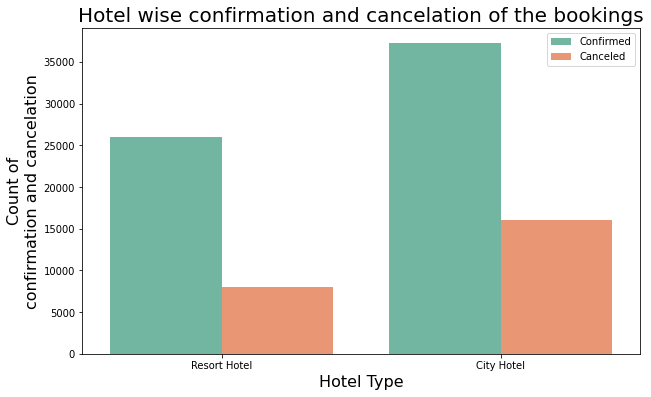 Hotel wise confirmation and cancelation of the bookings
Confirmed
Canceled
Count of
confirmation and cancelation
35000
30000
25000
20000
15000
10000
5000
0
Resort Hotel
City Hotel
Hotel Type